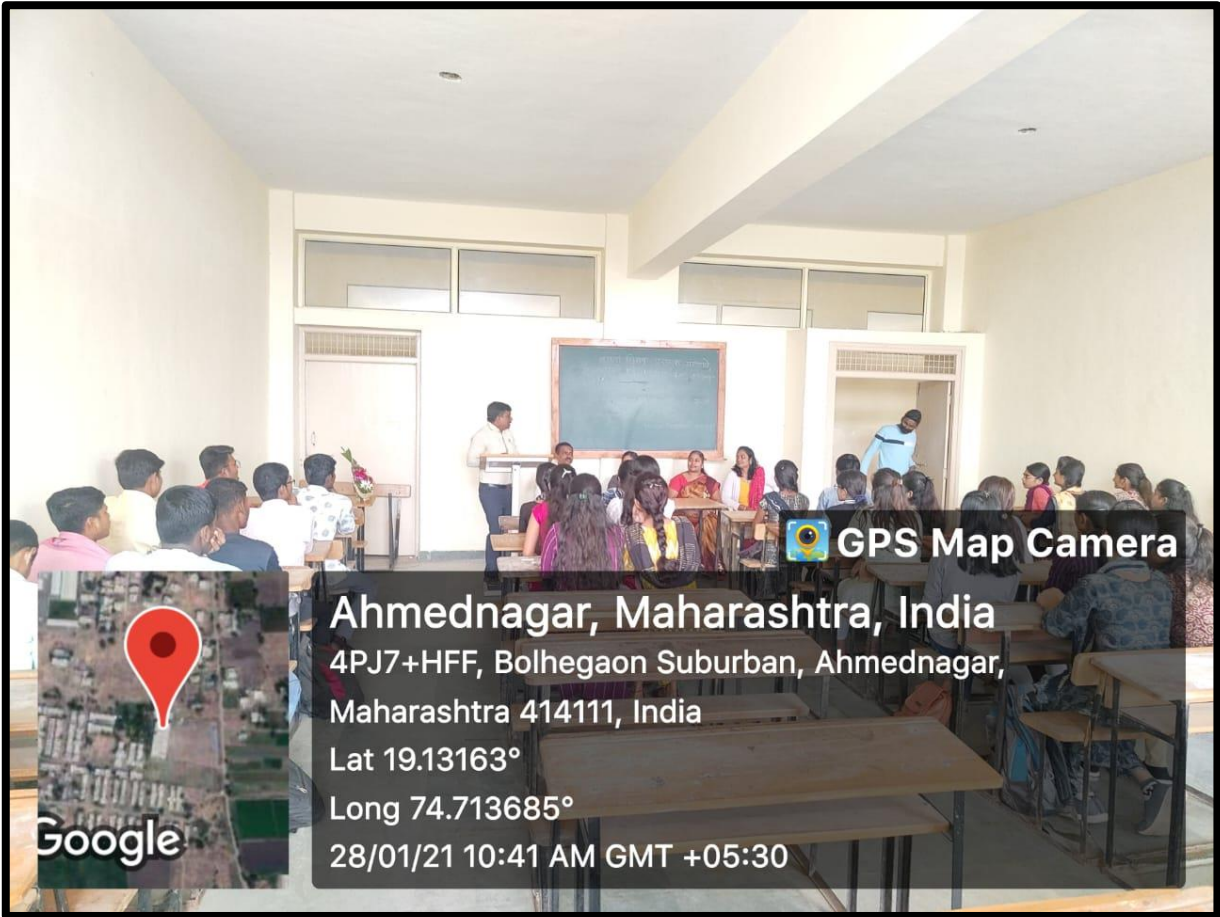 GPS Map Camera
Ahmednagar, Maharashtra, India
4PJ7+HFF, Bolhegaon Suburban, Ahmednagar,
Maharashtra 414111, India
Lat 19.13163°
Long 74.713685°
28/01/21 10:41 AM GMT +05:30
Google